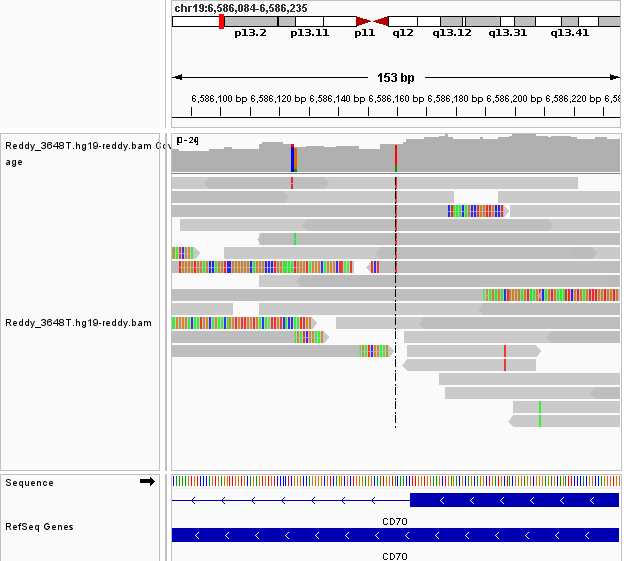 chr19:6,586,084-6,586,235
p13.2 p13.11 p11 q12 q13.12 q13.31 q13.41
153 bp
6,586,100 bp 6,586,120 bp 6,586,140 bp 6,586,160 bp 6,586,180 bp 6,586,200 bp 6,586,220 bp 6,58
Reddy_3648T.hg19-reddy.bam Cov
age
Reddy_3648T.hg19-reddy.bam
Sequence
CD70
RefSeq Genes
CD70